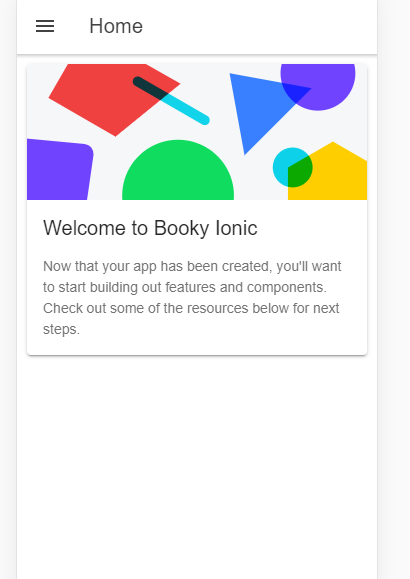 Home
Welcome to Booky Ionic
Now that your app has been created, you'll want
to start building out features and components.
Check out some of the resources below for next
steps.